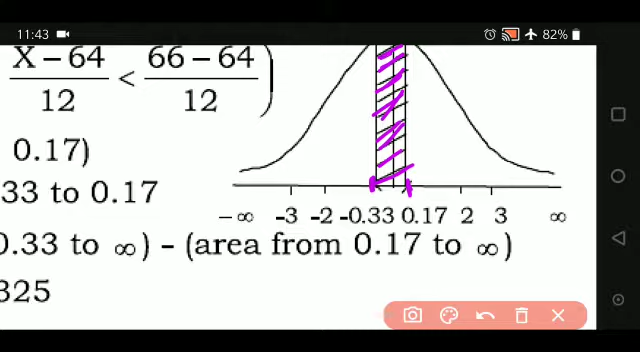 11:43 82%
X – 64 < 66 – 64 )
12 12
0.17)
33 to 0.17
– ∞ -3 -2 -0.33 0.17 2 3 ∞
0.33 to ∞) – (area from 0.17 to ∞)
325